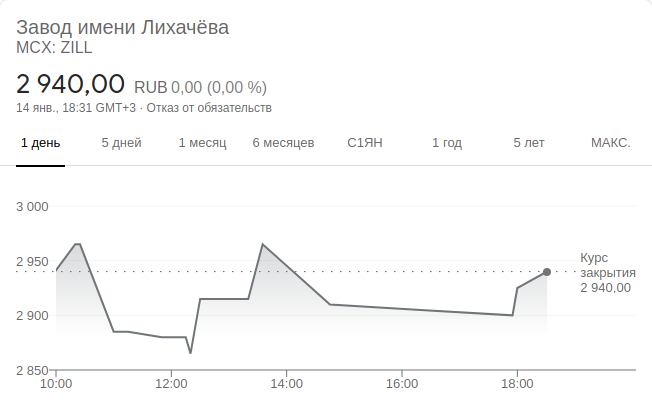 Завод имени Лихачёва
MCX: ZILL
2 940,00 RUB 0,00 (0,00 %)
14 янв., 18:31 GMT+3 · Отказ от обязательств
1 день 5 дней 1 месяц 6 месяцев С1ЯН 1 год 5 лет МАКС.
3 000
2 950
2 900
2 850
Курс
закрытия
2 940,00
10:00 12:00 14:00 16:00 18:00